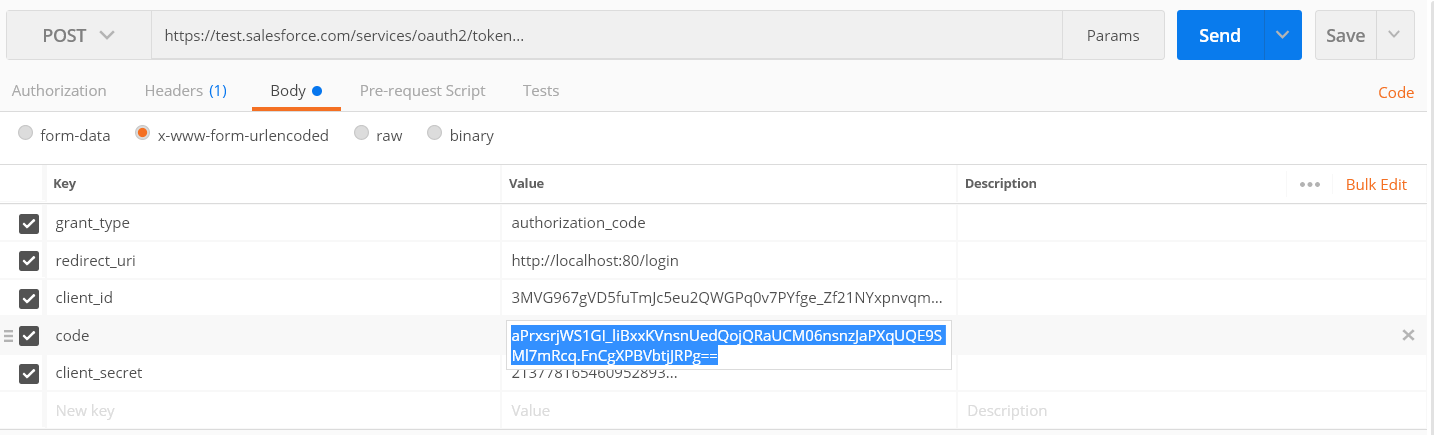 POST https://test.salesforce.com/services/oauth2/token... Params Send Save
Authorization Headers (1) Body Pre-request Script Tests Code
form-data x-www-form-urlencoded raw binary
Key Value Description ••• Bulk Edit
grant_type authorization_code
redirect_uri http://localhost:80/login
client_id 3MVG967gVD5fuTmJc5eu2QWGPq0v7PYfge_Zf21NYxpnvqm...
code aPrxsrjWS1GI_liBxxKVnsnUedQojQRaUCM06nsnzJaPXqUQE9S
Ml7mRcq.FnCgXPBVbtjJRPg==
client_secret 213778165460952893...
New key Value Description